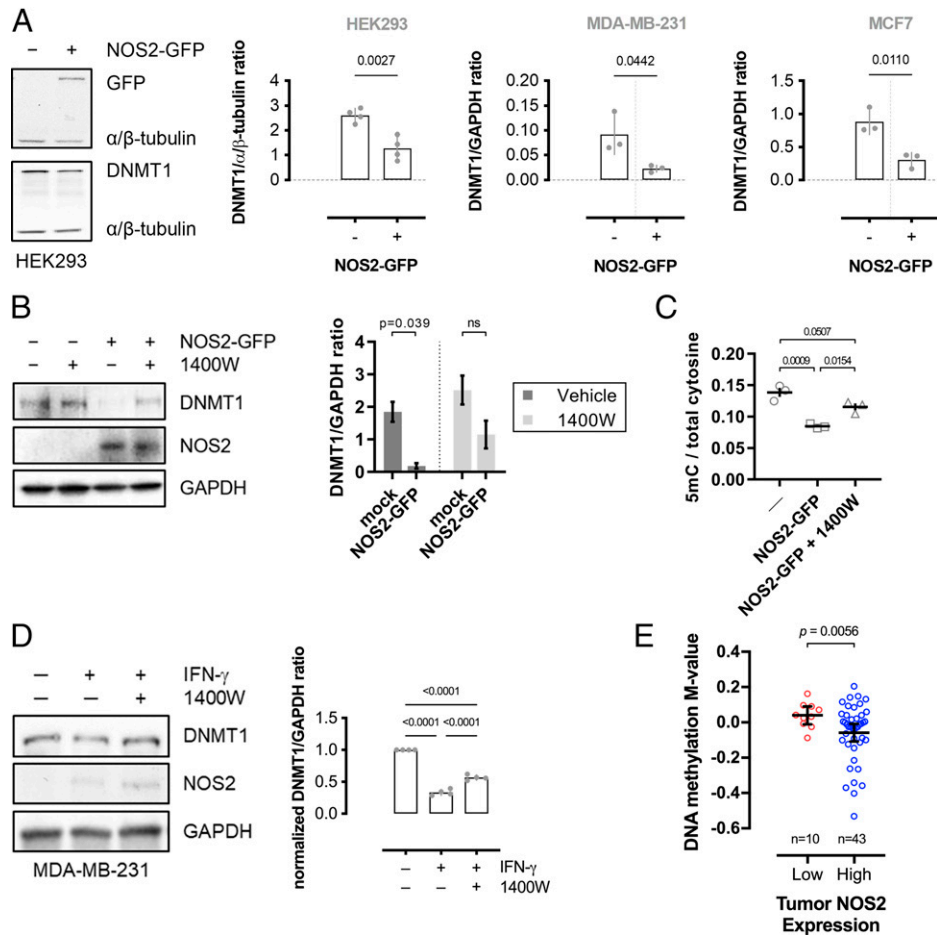 A
– + NOS2-GFP
GFP
α/β-tubulin
DNMT1
α/β-tubulin
HEK293
HEK293
0.0027
DNMT1/α/β-tubulin ratio
4
3
2
1
0
- +
NOS2-GFP
MDA-MB-231
0.0442
DNMT1/GAPDH ratio
0.20
0.15
0.10
0.05
0.00
- +
NOS2-GFP
MCF7
0.0110
DNMT1/GAPDH ratio
1.5
1.0
0.5
0.0
- +
NOS2-GFP
B
– – + + NOS2-GFP
– + – + 1400W
DNMT1
NOS2
GAPDH
p=0.039
ns
DNMT1/GAPDH ratio
4
3
2
1
0
mock
NOS2-GFP
mock
NOS2-GFP
Vehicle
1400W
C
0.0507
0.0009 0.0154
5mC / total cytosine
0.20
0.15
0.10
0.05
0.00
—
NOS2-GFP
NOS2-GFP + 1400W
D
– + + IFN-γ
– – + 1400W
DNMT1
NOS2
GAPDH
MDA-MB-231
<0.0001
<0.0001 <0.0001
normalized DNMT1/GAPDH ratio
1.5
1.0
0.5
0.0
– + + IFN-γ
– – + 1400W
E
p = 0.0056
DNA methylation M-value
0.4
0.2
0.0
-0.2
-0.4
-0.6
n=10 n=43
Low High
Tumor NOS2
Expression